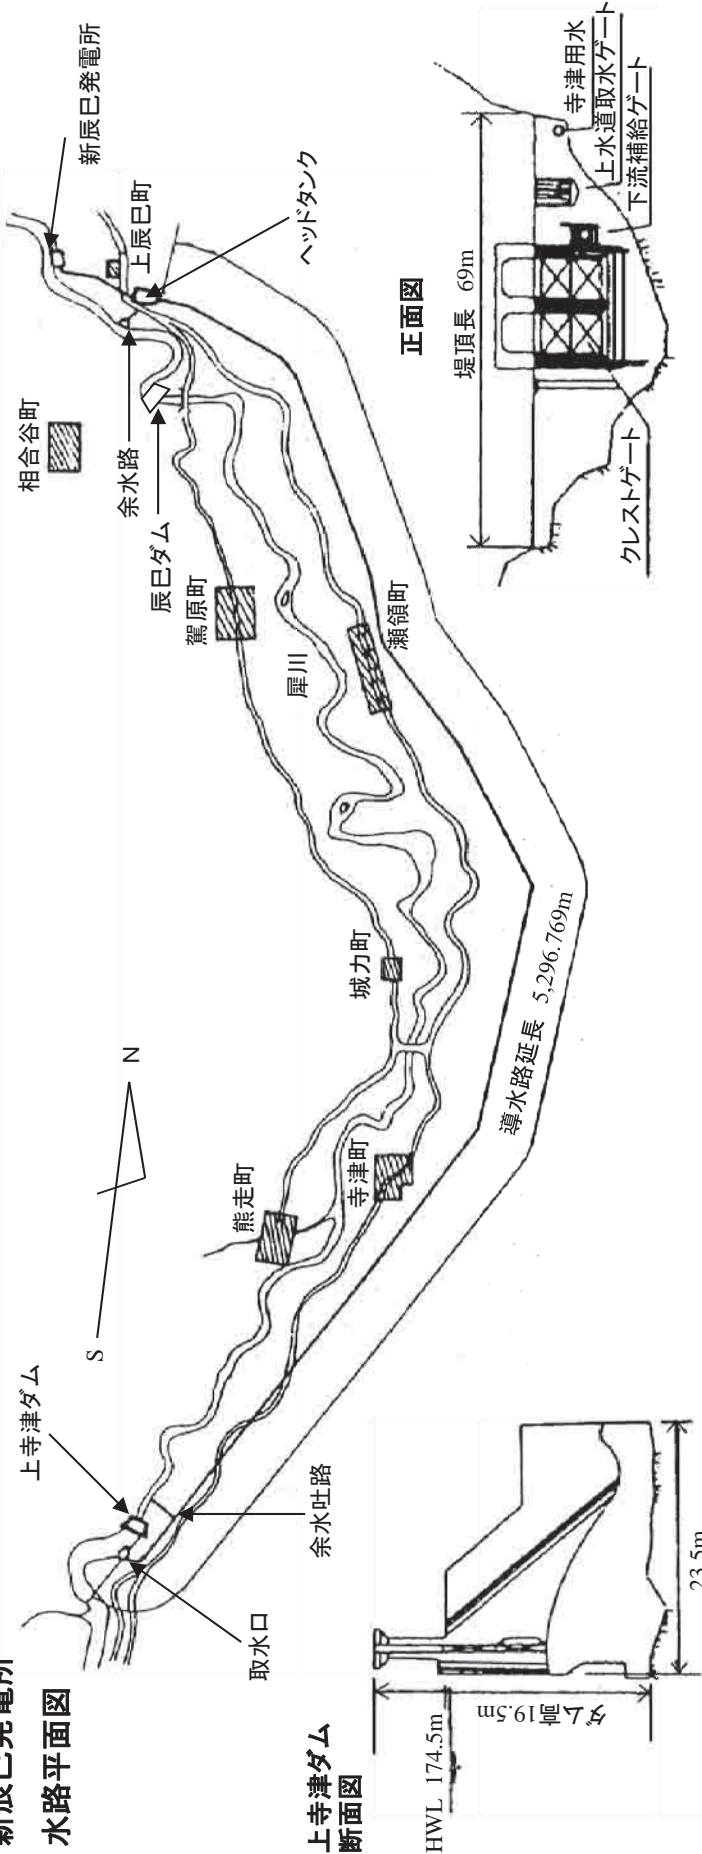 新辰巳発電所
水路平面図
上寺津ダム
取水口
余水吐路
S
N
熊走町
寺津町
城力町
導水路延長 5,296.769m
犀川
瀬領町
駕原町
辰巳ダム
余水路
相合谷町
ヘッドタンク
上辰巳町
新辰巳発電所
上寺津ダム
断面図
HWL 174.5m
ダム高19.5m
23.5m
正面図
堤頂長 69m
クレストゲート
寺津用水
上水道取水ゲート
下流補給ゲート